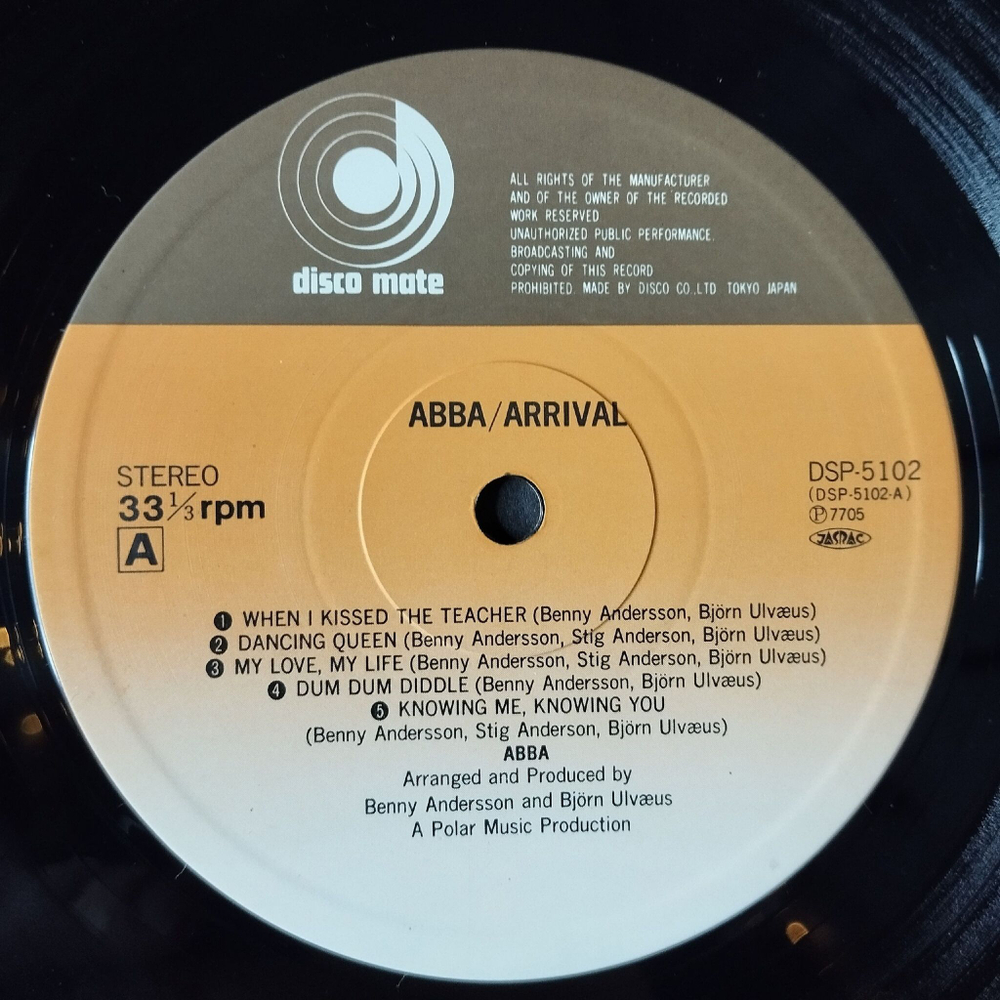 disco mate
ALL RIGHTS OF THE MANUFACTURER
AND OF THE OWNER OF THE RECORDED
WORK RESERVED
UNAUTHORIZED PUBLIC PERFORMANCE.
BROADCASTING AND
COPYING OF THIS RECORD
PROHIBITED. MADE BY DISCO CO.,LTD TOKYO JAPAN
ABBA/ARRIVAL
STEREO
33 1/3 rpm
A
DSP-5102
(DSP-5102-A)
Ⓟ7705
JASRAC
❶ WHEN I KISSED THE TEACHER (Benny Andersson, Björn Ulvæus)
❷ DANCING QUEEN (Benny Andersson, Stig Anderson, Björn Ulvæus)
❸ MY LOVE, MY LIFE (Benny Andersson, Stig Anderson, Björn Ulvæus)
❹ DUM DUM DIDDLE (Benny Andersson, Björn Ulvæus)
❺ KNOWING ME, KNOWING YOU
(Benny Andersson, Stig Anderson, Björn Ulvæus)
ABBA
Arranged and Produced by
Benny Andersson and Björn Ulvæus
A Polar Music Production